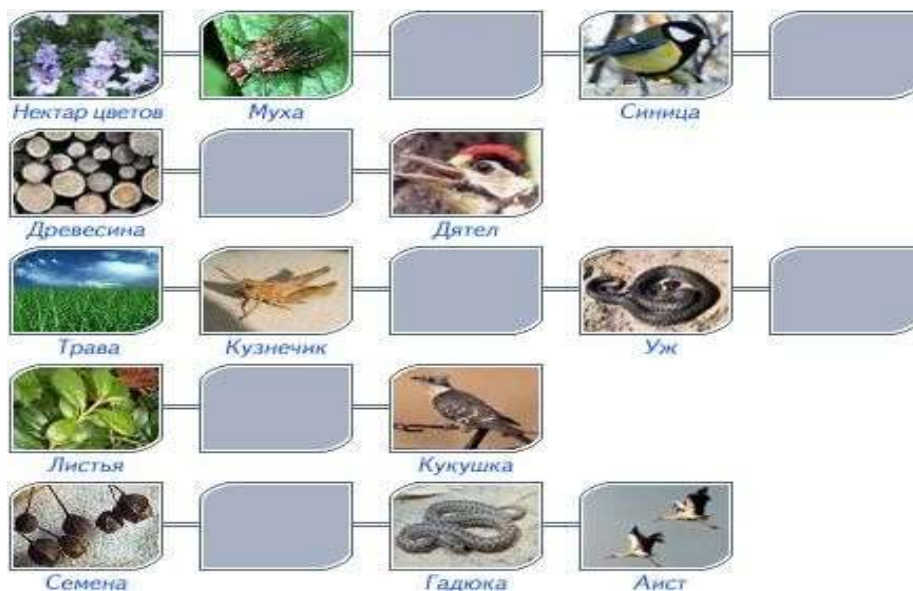 Нектар цветов Муха Синица
Древесина Дятел
Трава Кузнечик Уж
Листья Кукушка
Семена Гадюка Аист